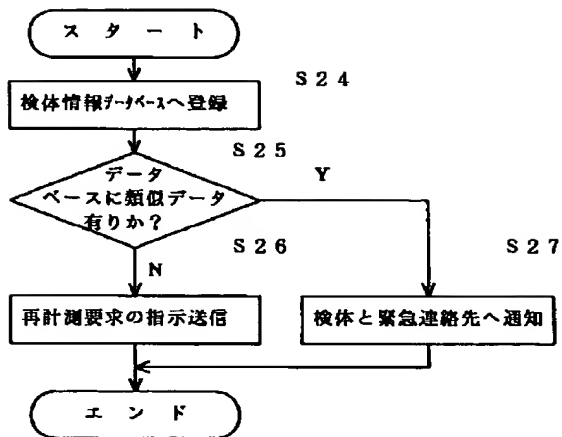 スタート
S24
検体情報データベースへ登録
S25
データ
ベースに類似データ
有りか？
Y
S26
S27
N
再計測要求の指示送信
検体と緊急連絡先へ通知
エンド